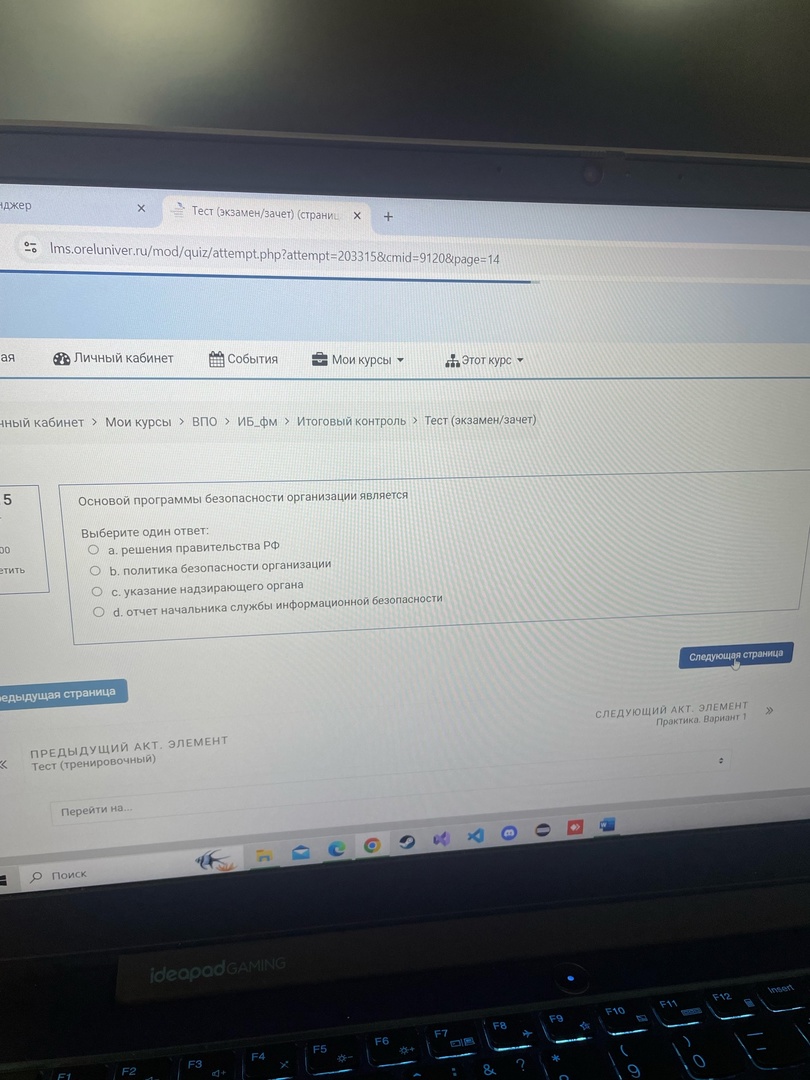 нджер
Тест (экзамен/зачет) (страниц
lms.oreluniver.ru/mod/quiz/attempt.php?attempt=203315&cmid=9120&page=14
ая
Личный кабинет
События
Мои курсы
Этот курс
чный кабинет > Мои курсы > ВПО > ИБ_фм > Итоговый контроль > Тест (экзамен/зачет)
5
00
етить
Основой программы безопасности организации является
Выберите один ответ:
a. решения правительства РФ
b. политика безопасности организации
c. указание надзирающего органа
d. отчет начальника службы информационной безопасности
Следующая страница
редыдущая страница
СЛЕДУЮЩИЙ АКТ. ЭЛЕМЕНТ
Практика. Вариант 1
ПРЕДЫДУЩИЙ АКТ. ЭЛЕМЕНТ
Тест (тренировочный)
Перейти на...
Поиск
ideapad GAMING
F1 F2 F3 F4 F5 F6 F7 F8 F9 F10 F11 F12 Insert
& ? * ( 9 ) 0